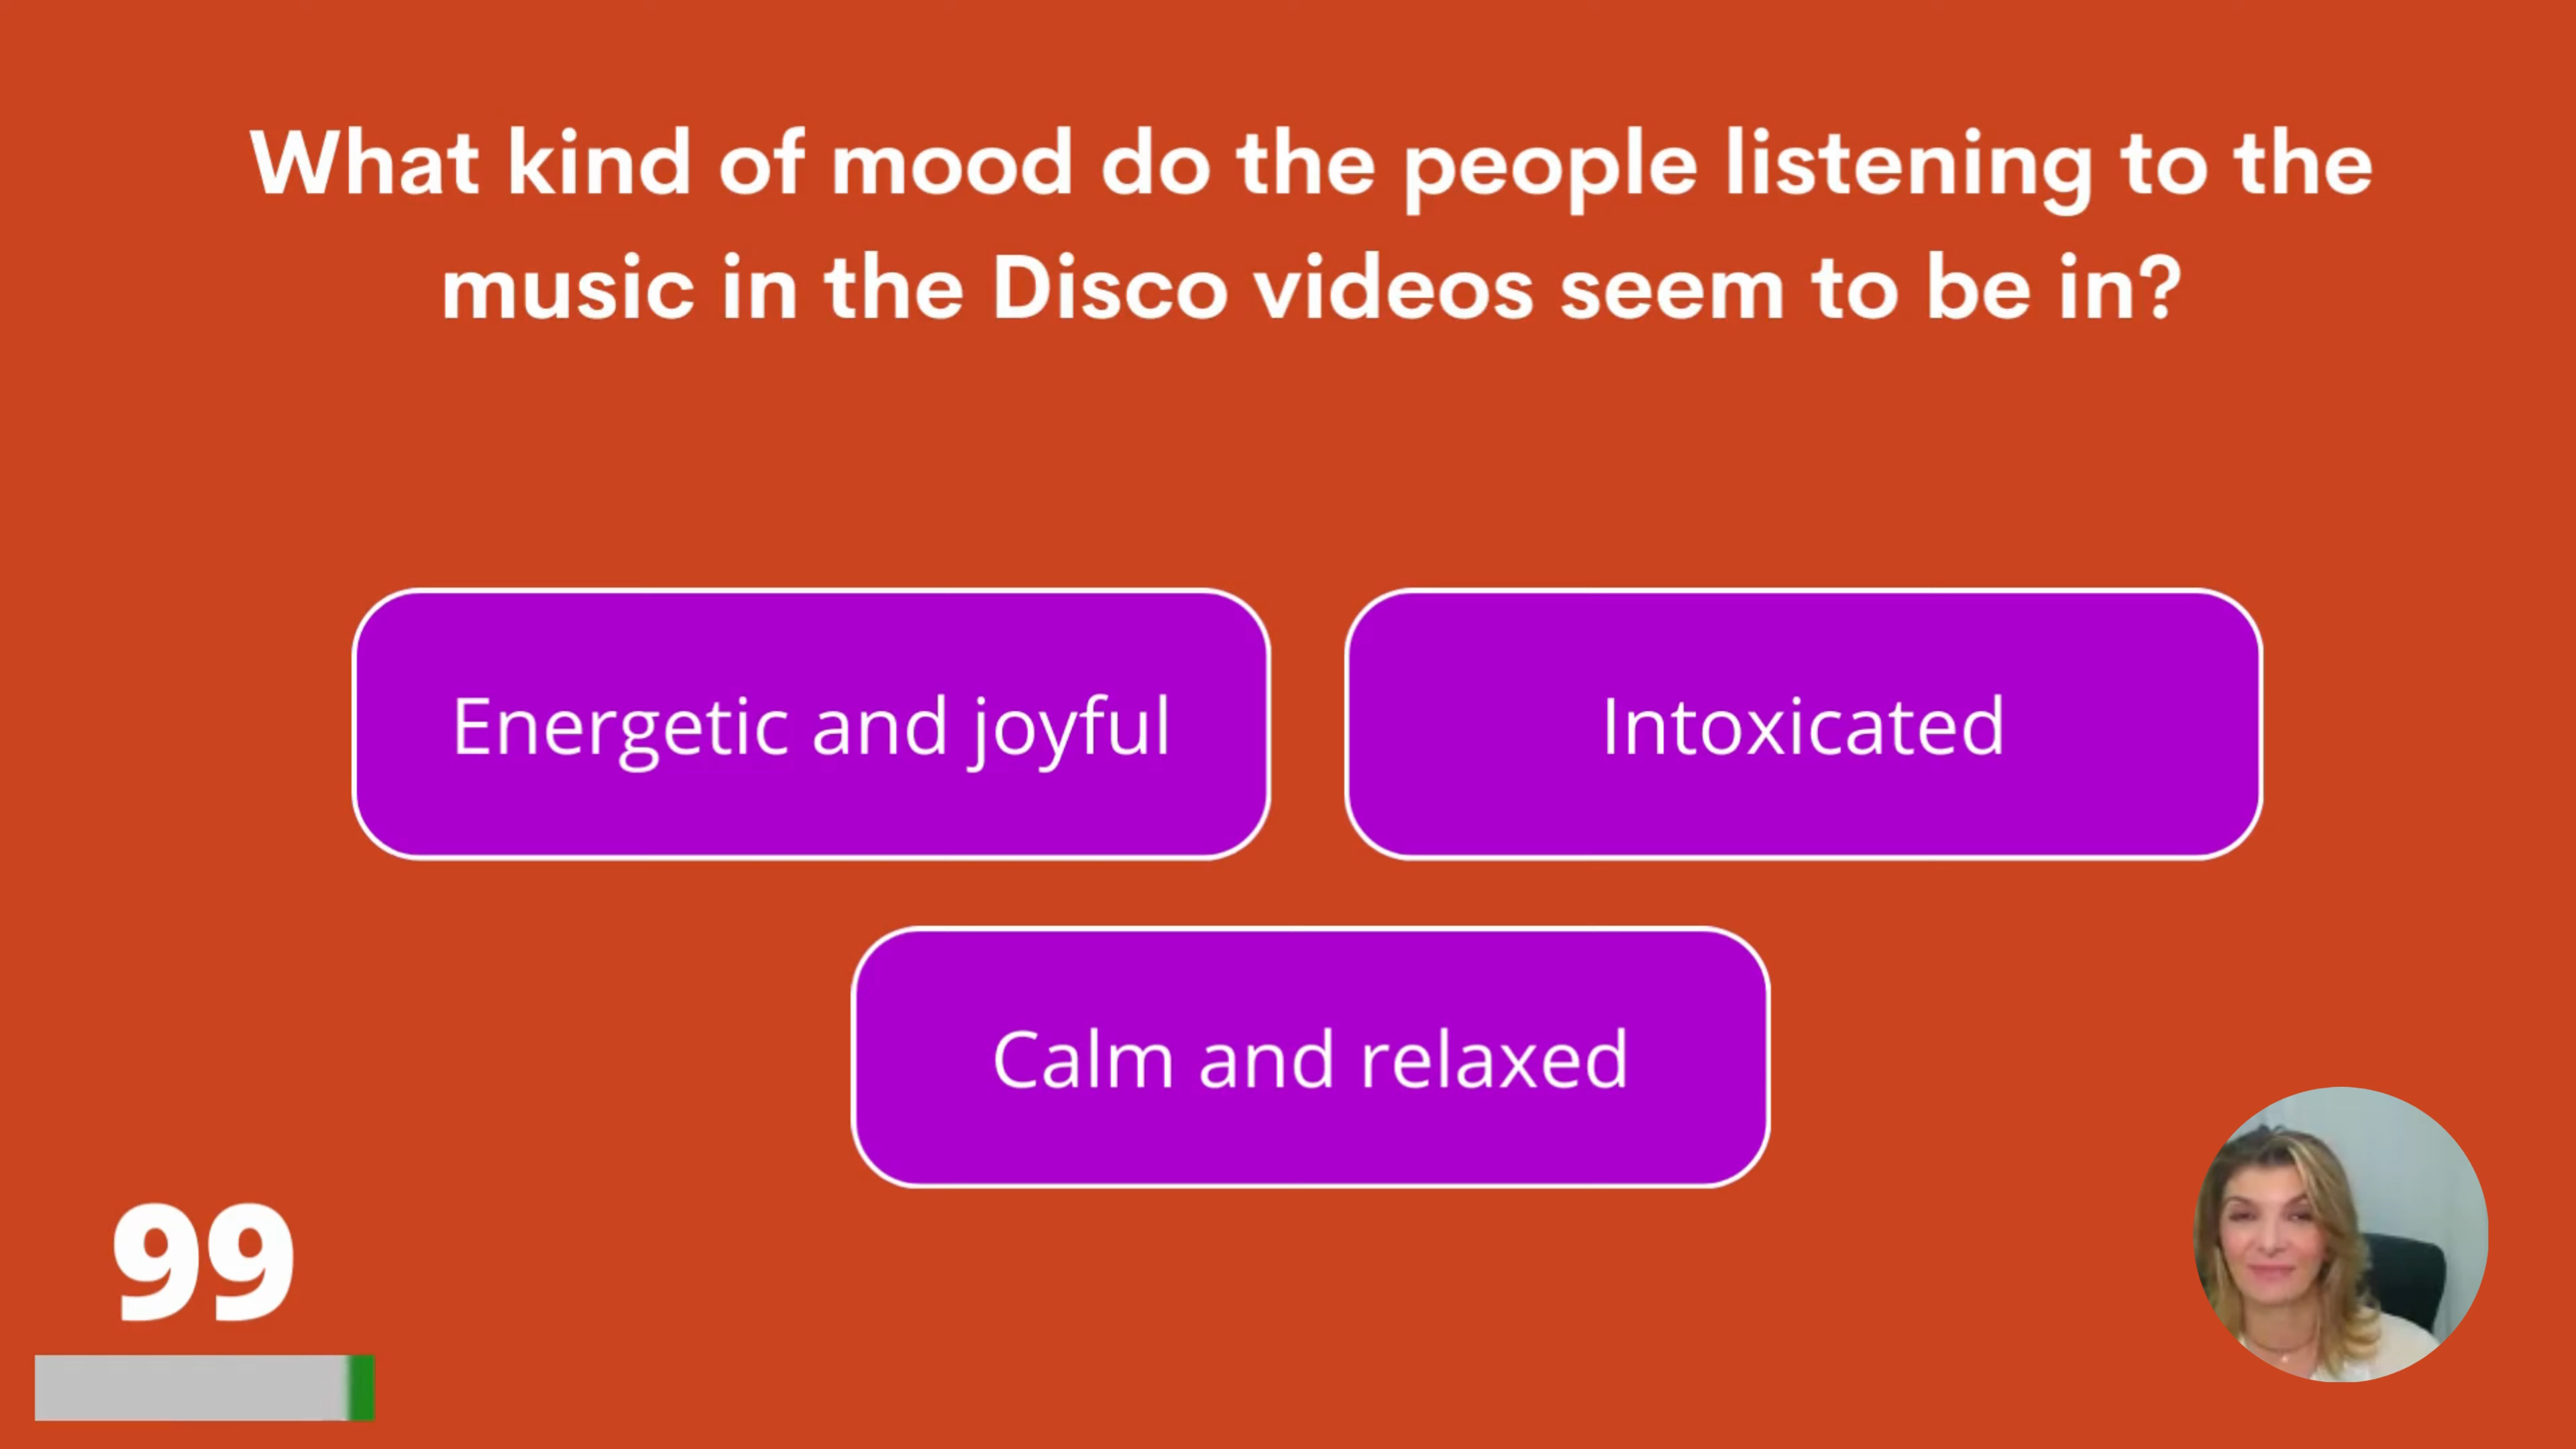 What kind of mood do the people listening to the
music in the Disco videos seem to be in?
Energetic and joyful
Intoxicated
Calm and relaxed
99